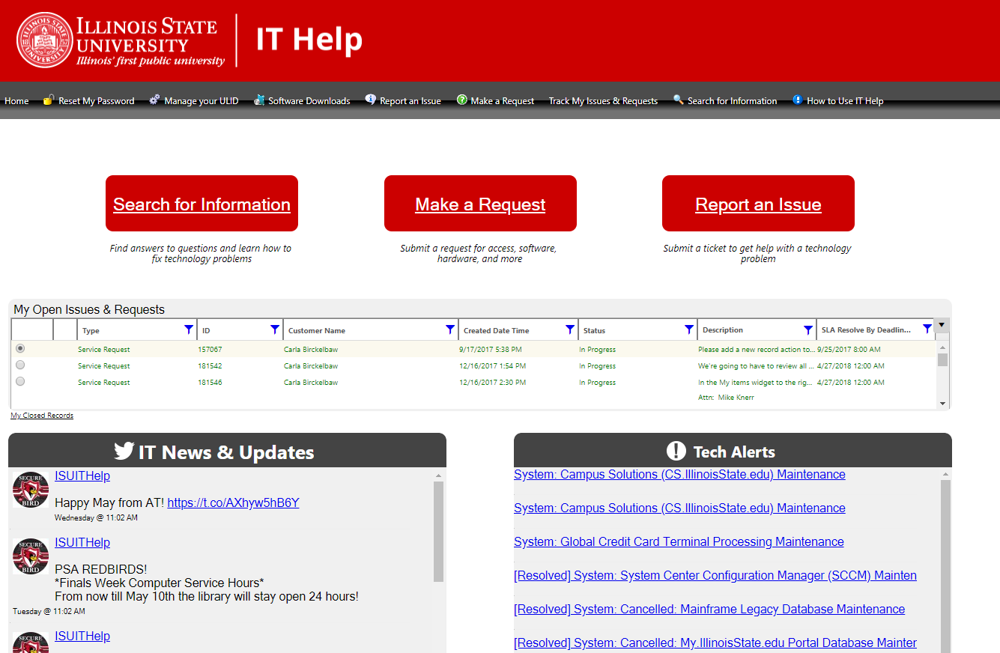 ILLINOIS STATE
UNIVERSITY
Illinois' first public university
IT Help
Home Reset My Password Manage your ULID Software Downloads Report an Issue Make a Request Track My Issues & Requests Search for Information How to Use IT Help
Search for Information Make a Request Report an Issue
Find answers to questions and learn how to
fix technology problems
Submit a request for access, software,
hardware, and more
Submit a ticket to get help with a technology
problem
My Open Issues & Requests
Type ID Customer Name Created Date Time Status Description SLA Resolve By Deadlin...
Service Request 157067 Carla Birckelbaw 9/17/2017 5:38 PM In Progress Please add a new record action to... 9/25/2017 8:00 AM
Service Request 181542 Carla Birckelbaw 12/16/2017 1:54 PM In Progress We're going to have to review all ... 4/27/2018 12:00 AM
Service Request 181546 Carla Birckelbaw 12/16/2017 2:30 PM In Progress In the My items widget to the rig... 4/27/2018 12:00 AM
Attn: Mike Knerr
My Closed Records
IT News & Updates
SECURE
BIRD
ISUITHelp
Happy May from AT! https://t.co/AXhyw5hB6Y
Wednesday @ 11:02 AM
SECURE
BIRD
ISUITHelp
PSA REDBIRDS!
*Finals Week Computer Service Hours*
From now till May 10th the library will stay open 24 hours!
Tuesday @ 11:02 AM
SECURE
ISUITHelp
Tech Alerts
System: Campus Solutions (CS.IllinoisState.edu) Maintenance
System: Campus Solutions (CS.IllinoisState.edu) Maintenance
System: Global Credit Card Terminal Processing Maintenance
[Resolved] System: System Center Configuration Manager (SCCM) Mainten
[Resolved] System: Cancelled: Mainframe Legacy Database Maintenance
[Resolved] System: Cancelled: My.IllinoisState.edu Portal Database Mainter